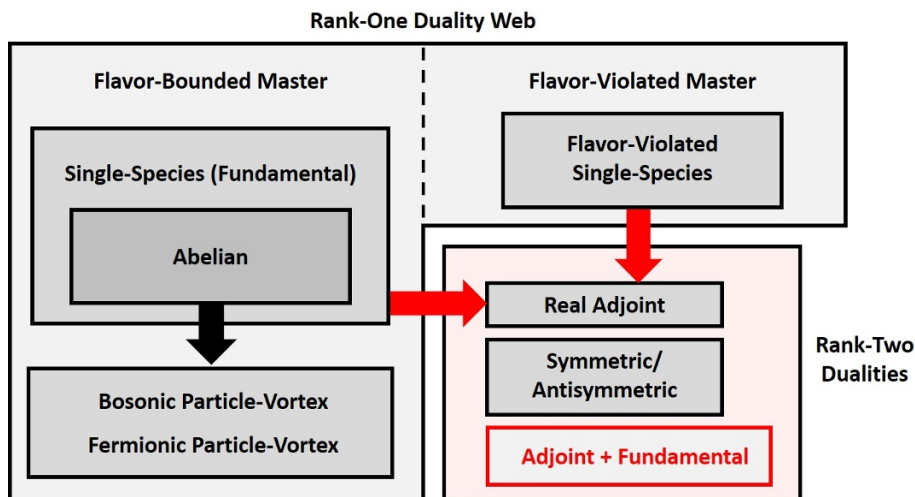 Rank-One Duality Web
Flavor-Bounded Master
Flavor-Violated Master
Single-Species (Fundamental)
Abelian
Flavor-Violated
Single-Species
Real Adjoint
Symmetric/
Antisymmetric
Adjoint + Fundamental
Rank-Two
Dualities
Bosonic Particle-Vortex
Fermionic Particle-Vortex